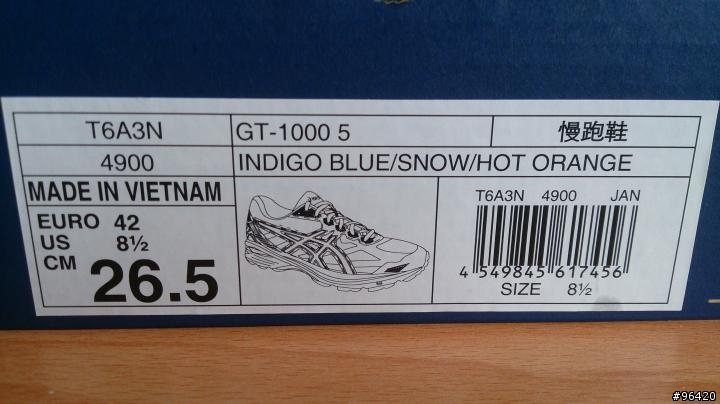 T6A3N GT-1000 5 慢跑鞋
4900 INDIGO BLUE/SNOW/HOT ORANGE
MADE IN VIETNAM
EURO 42
US 8½
CM 26.5
T6A3N 4900 JAN
4 549845 617456
SIZE 8½
#96420